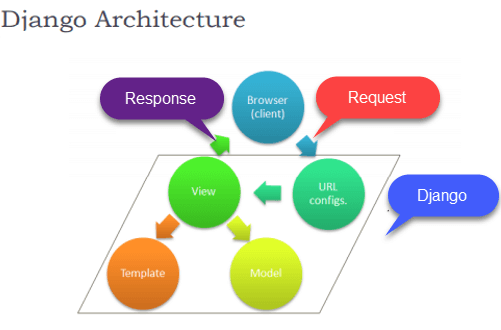 Django Architecture
Response
Browser
(client)
Request
View
URL
configs.
Django
Template
Model